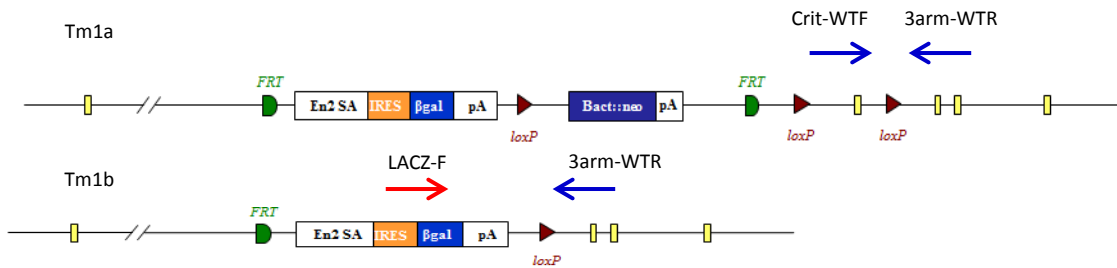 Tm1a Crit-WTF 3arm-WTR
FRT FRT
En2 SA IRES βgal pA Bact::neo pA
loxP loxP loxP
Tm1b LACZ-F 3arm-WTR
FRT
En2 SA IRES βgal pA
loxP